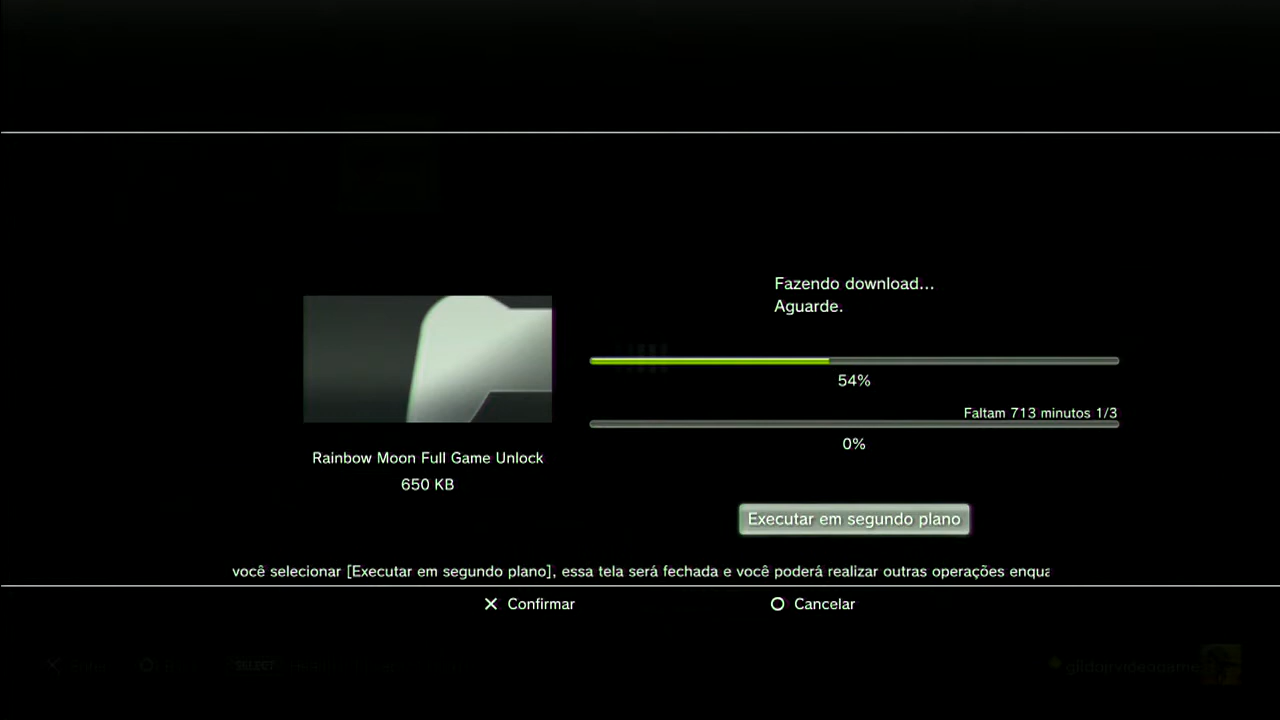 Fazendo download...
Aguarde.
54%
Faltam 713 minutos 1/3
0%
Rainbow Moon Full Game Unlock
650 KB
Executar em segundo plano
você selecionar [Executar em segundo plano], essa tela será fechada e você poderá realizar outras operações enqua
Confirmar
Cancelar
SELECT